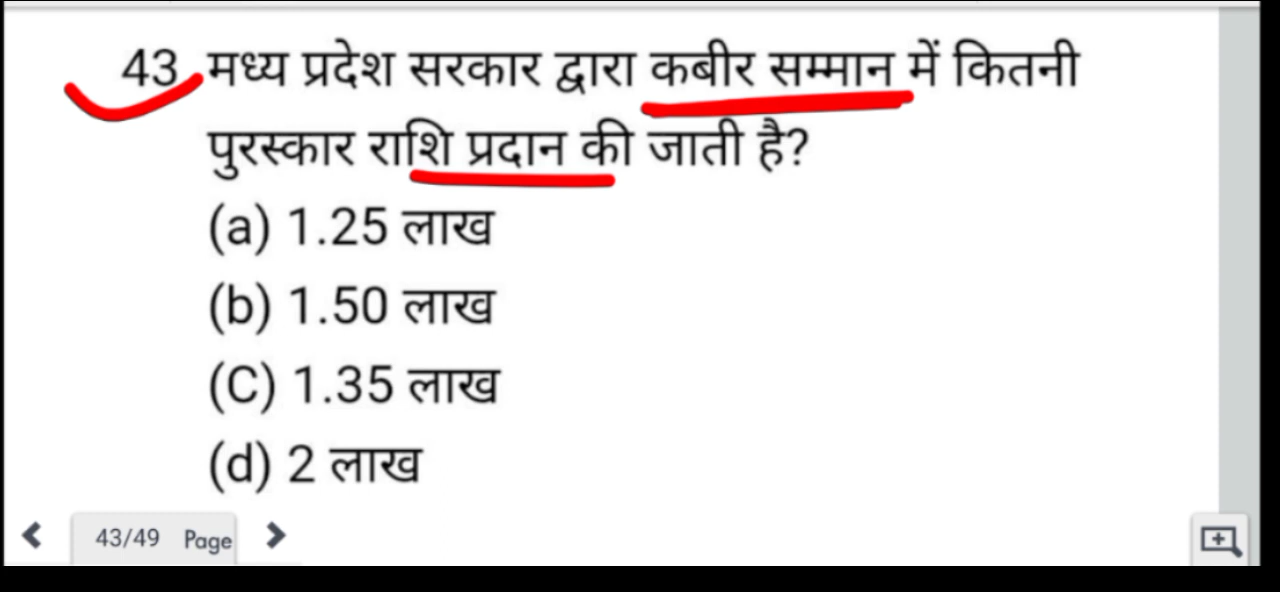 43 मध्य प्रदेश सरकार द्वारा कबीर सम्मान में कितनी
पुरस्कार राशि प्रदान की जाती है?
(a) 1.25 लाख
(b) 1.50 लाख
(C) 1.35 लाख
(d) 2 लाख
43/49 Page